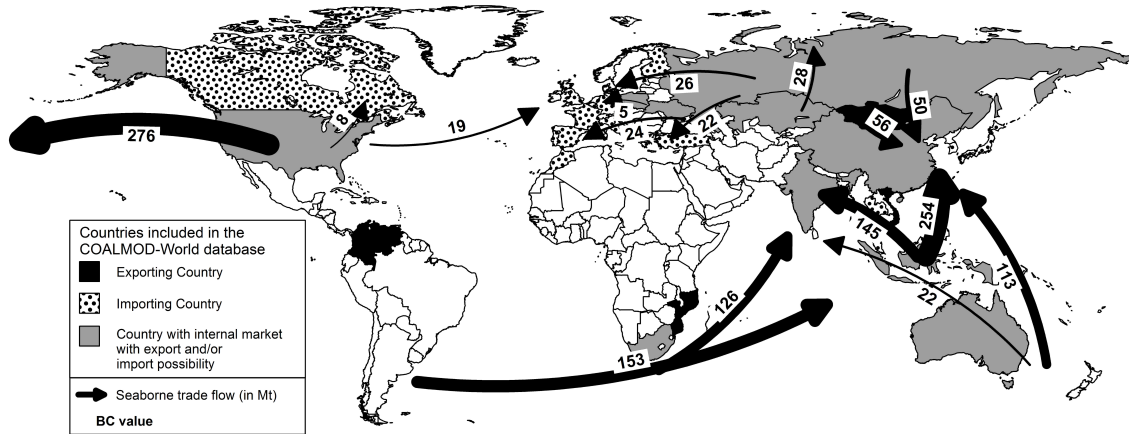 276
8
19
26
5
24
22
28
50
56
254
145
113
22
126
153
Countries included in the
COALMOD-World database
Exporting Country
Importing Country
Country with internal market
with export and/or
import possibility
Seaborne trade flow (in Mt)
BC value